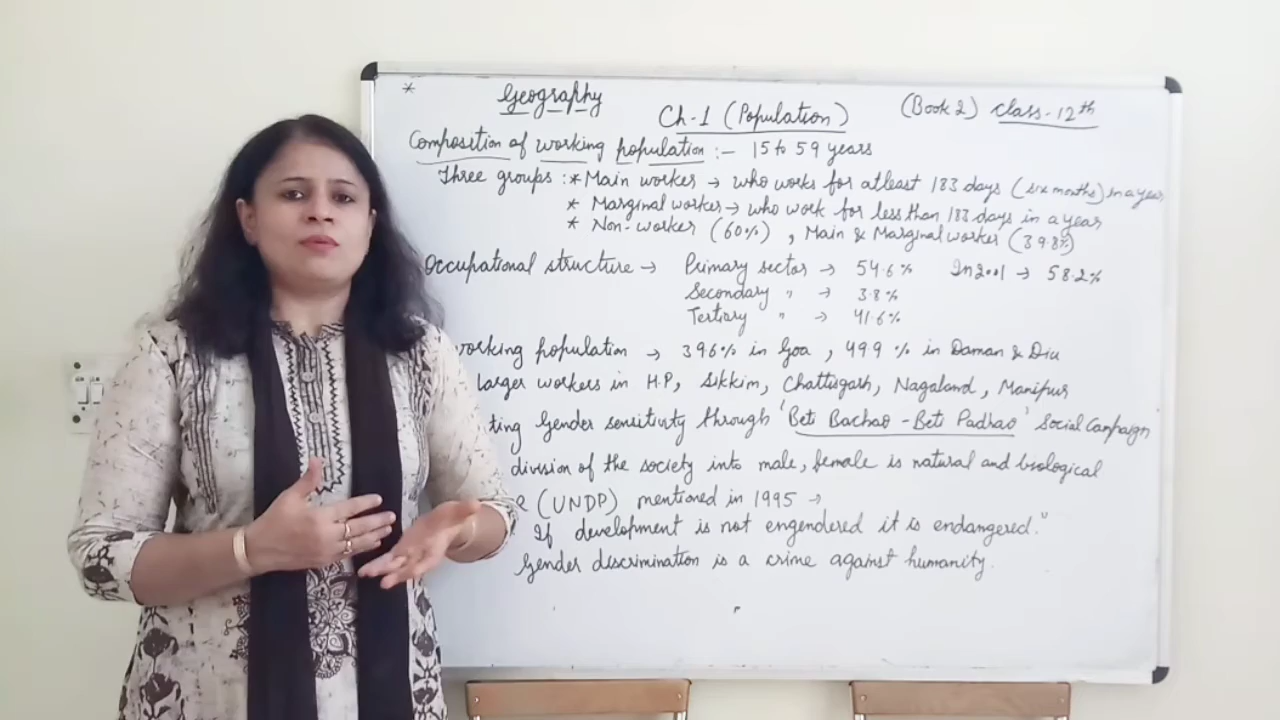 * Geography
Ch-1 (Population)
(Book 2) class-12th
Composition of working population :- 15 to 59 years
Three groups :* Main worker → who works for atleast 183 days (six months) in a year
* Marginal worker → who work for less than 183 days in a year
* Non-worker (60%) , Main & Marginal worker (39.8%)
Occupational structure → Primary sector → 54.6% In 2001 → 58.2%
Secondary " → 3.8%
Tertiary " → 41.6%
working population → 39.6% in Goa , 49.9 % in Daman & Diu
larger workers in H.P, Sikkim, Chattisgarh, Nagaland, Manipur
ting Gender sensitivity through 'Beti Bachao - Beti Padhao' Social Campaign
division of the society into male, female is natural and biological
(UNDP) mentioned in 1995 →
If development is not engendered it is endangered."
Gender discrimination is a crime against humanity.